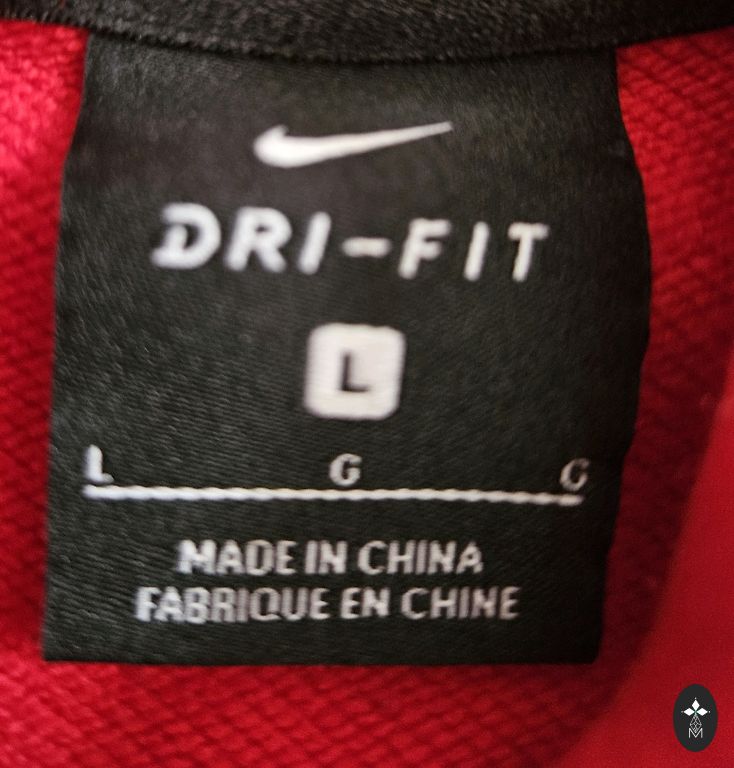 DRI-FIT
L
L G G
MADE IN CHINA
FABRIQUE EN CHINE
M